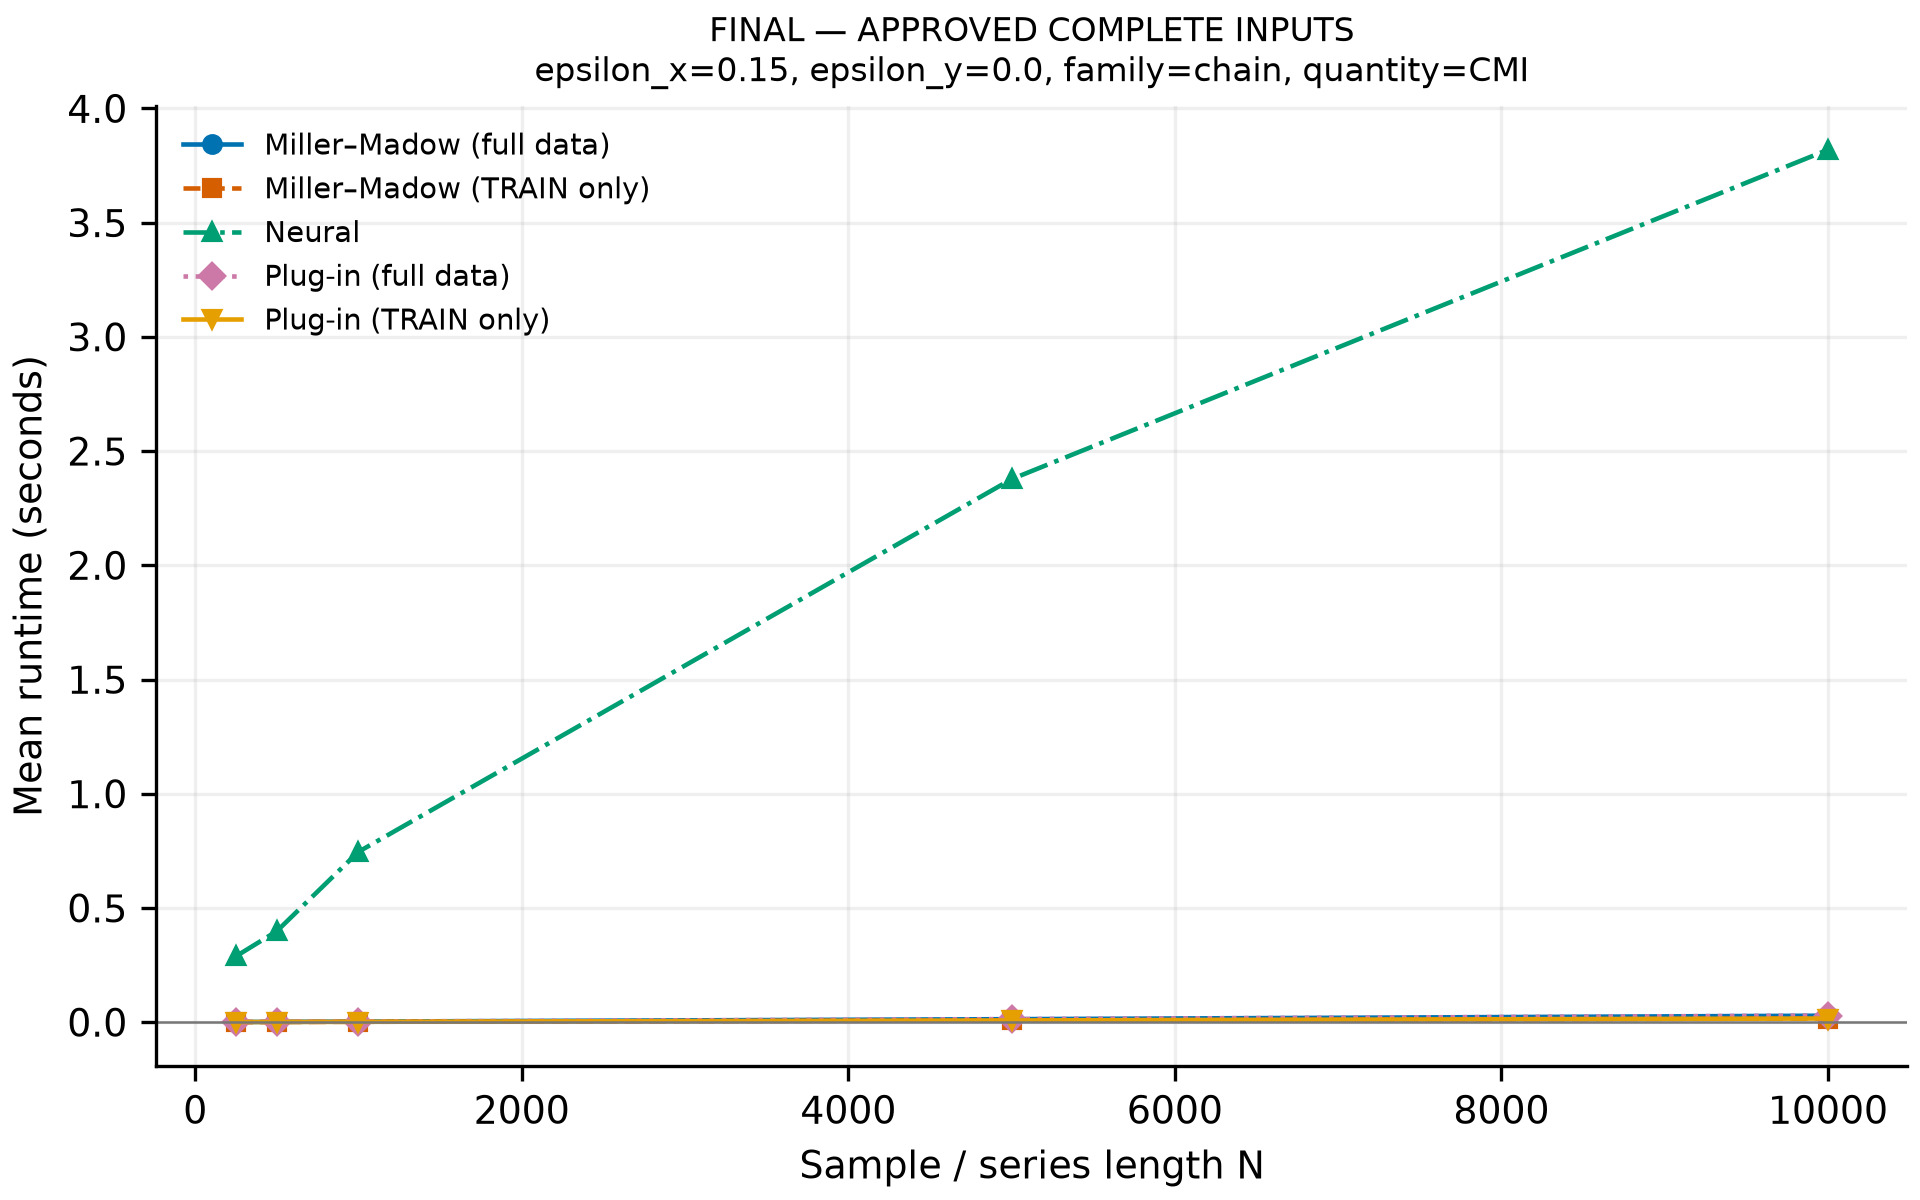 FINAL — APPROVED COMPLETE INPUTS
epsilon_x=0.15, epsilon_y=0.0, family=chain, quantity=CMI
Miller–Madow (full data)
Miller–Madow (TRAIN only)
Neural
Plug-in (full data)
Plug-in (TRAIN only)
Mean runtime (seconds)
4.0
3.5
3.0
2.5
2.0
1.5
1.0
0.5
0.0
0
2000
4000
6000
8000
10000
Sample / series length N